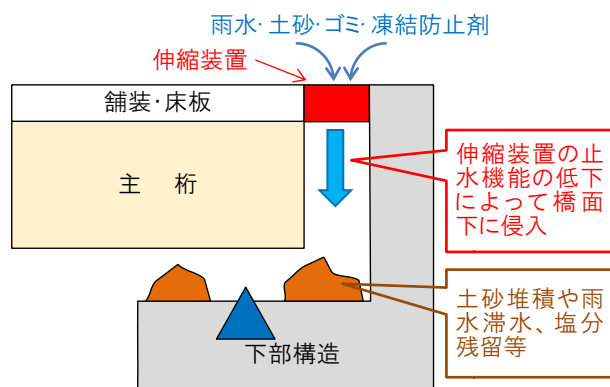 雨水・土砂・ゴミ・凍結防止剤
伸縮装置
舗装・床板
主 桁
伸縮装置の止
水機能の低下
によって橋面
下に侵入
土砂堆積や雨
水滞水、塩分
残留等
下部構造